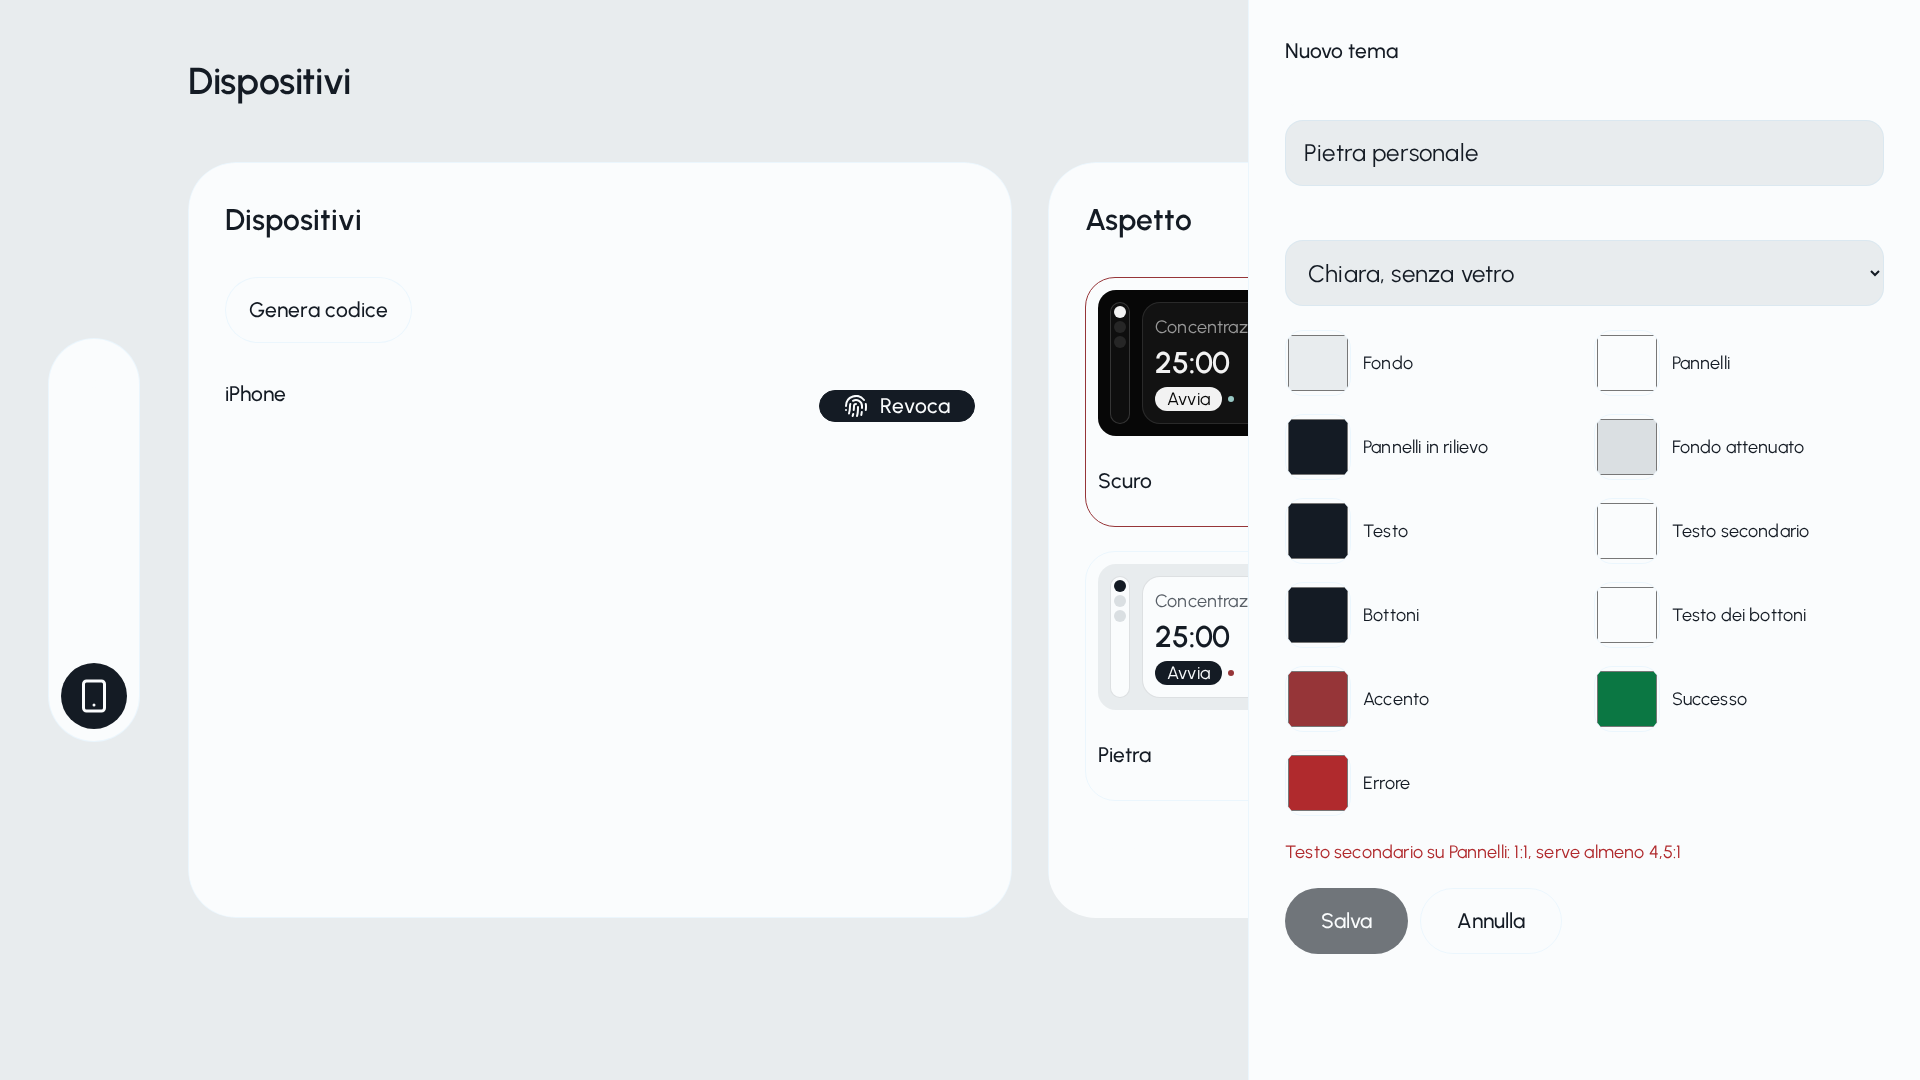 Dispositivi
Dispositivi
Genera codice
iPhone
Revoca
Aspetto
Concentraz
25:00
Avvia
Scuro
Concentraz
25:00
Avvia
Pietra
Nuovo tema
Pietra personale
Chiara, senza vetro
Fondo
Pannelli
Pannelli in rilievo
Fondo attenuato
Testo
Testo secondario
Bottoni
Testo dei bottoni
Accento
Successo
Errore
Testo secondario su Pannelli: 1:1, serve almeno 4,5:1
Salva
Annulla